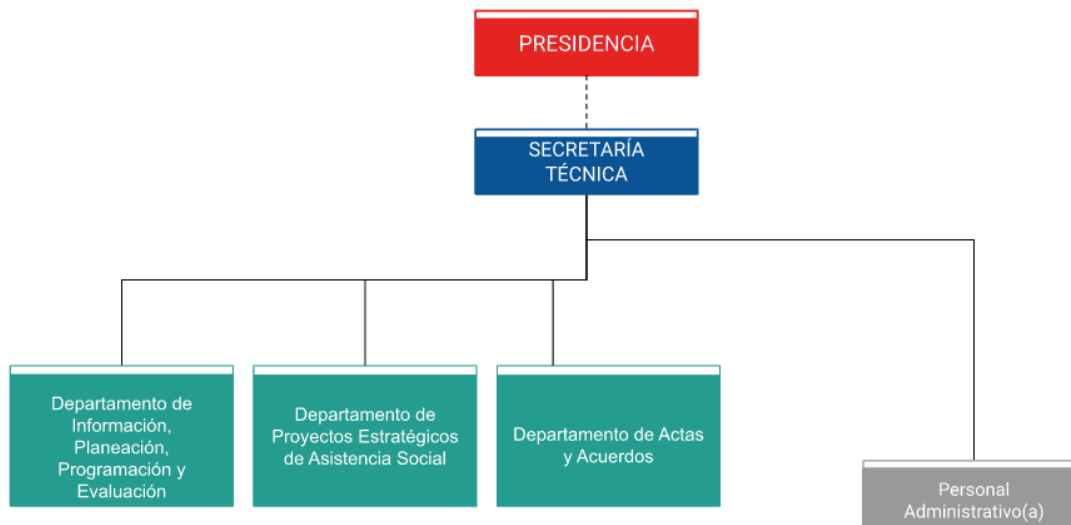 PRESIDENCIA
SECRETARÍA
TÉCNICA
Departamento de
Información,
Planeación,
Programación y
Evaluación
Departamento de
Proyectos Estratégicos
de Asistencia Social
Departamento de Actas
y Acuerdos
Personal
Administrativo(a)